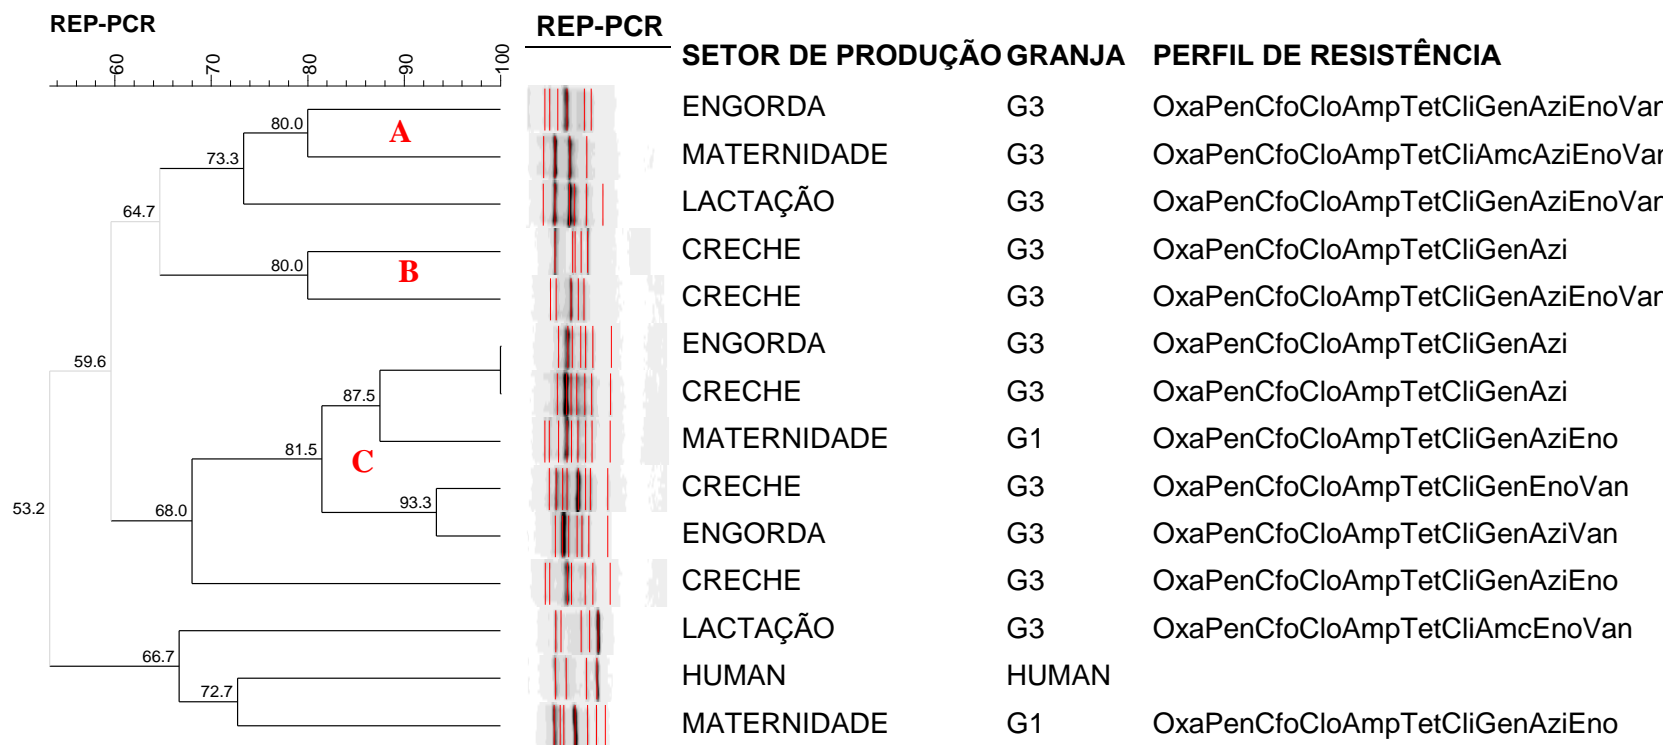 REP-PCR
REP-PCR
60 70 80 90 100
SETOR DE PRODUÇÃO GRANJA PERFIL DE RESISTÊNCIA
ENGORDA G3 OxaPenCfoCloAmpTetCliGenAziEnoVan
80.0 A
MATERNIDADE G3 OxaPenCfoCloAmpTetCliAmcAziEnoVan
73.3
LACTAÇÃO G3 OxaPenCfoCloAmpTetCliGenAziEnoVan
64.7
CRECHE G3 OxaPenCfoCloAmpTetCliGenAzi
80.0 B
CRECHE G3 OxaPenCfoCloAmpTetCliGenAziEnoVan
ENGORDA G3 OxaPenCfoCloAmpTetCliGenAzi
59.6
CRECHE G3 OxaPenCfoCloAmpTetCliGenAzi
87.5
MATERNIDADE G1 OxaPenCfoCloAmpTetCliGenAziEno
81.5 C
CRECHE G3 OxaPenCfoCloAmpTetCliGenEnoVan
93.3
53.2 68.0
ENGORDA G3 OxaPenCfoCloAmpTetCliGenAziVan
CRECHE G3 OxaPenCfoCloAmpTetCliGenAziEno
LACTAÇÃO G3 OxaPenCfoCloAmpTetCliAmcEnoVan
66.7
HUMAN HUMAN
72.7
MATERNIDADE G1 OxaPenCfoCloAmpTetCliGenAziEno